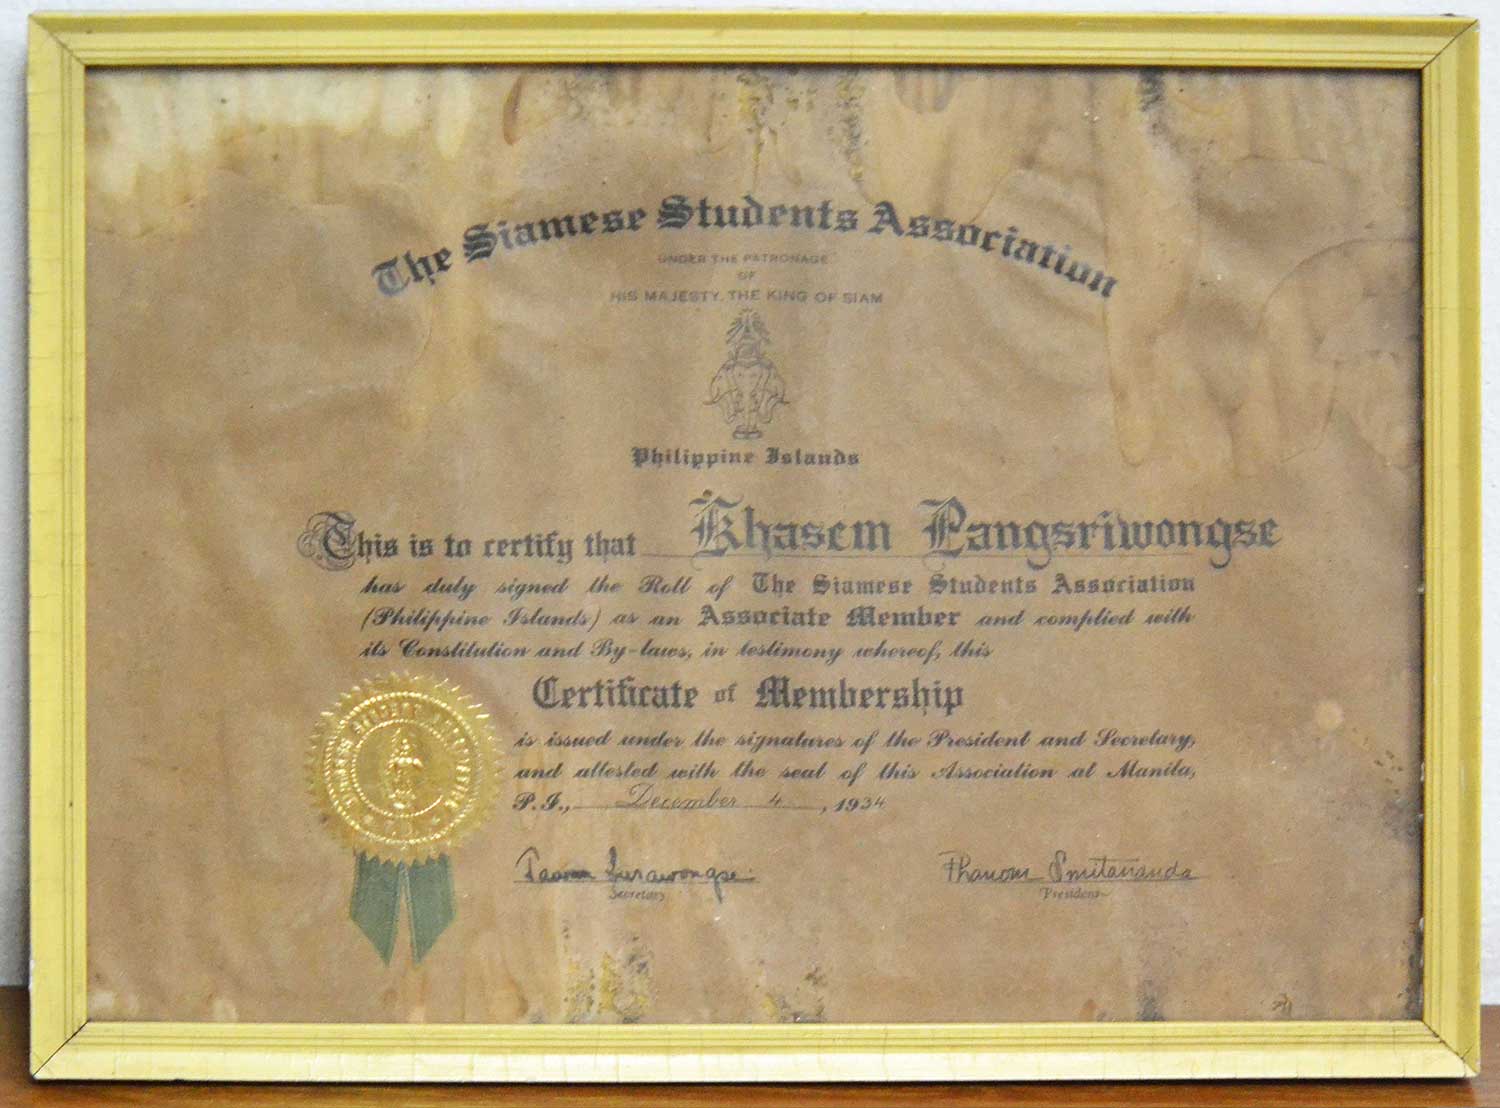 The Siamese Students Association
UNDER THE PATRONAGE
OF
HIS MAJESTY, THE KING OF SIAM
Philippine Islands
This is to certify that Khasem Pangsriwongse
has duly signed the Roll of The Siamese Students Association
(Philippine Islands) as an Associate Member and complied with
its Constitution and By-laws, in testimony whereof, this
Certificate of Membership
is issued under the signatures of the President and Secretary,
and attested with the seal of this Association at Manila,
P.I., December 4, 1934
SIAMESE STUDENTS ASSOCIATION
P.I.
Surawongse
Secretary
Thanom Smitananda
President